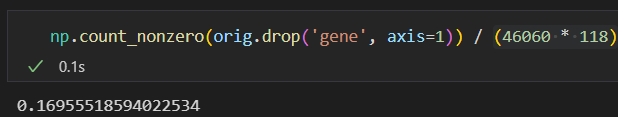 np.count_nonzero(orig.drop('gene', axis=1)) / (46060 * 118)
0.1s
0.16955518594022534